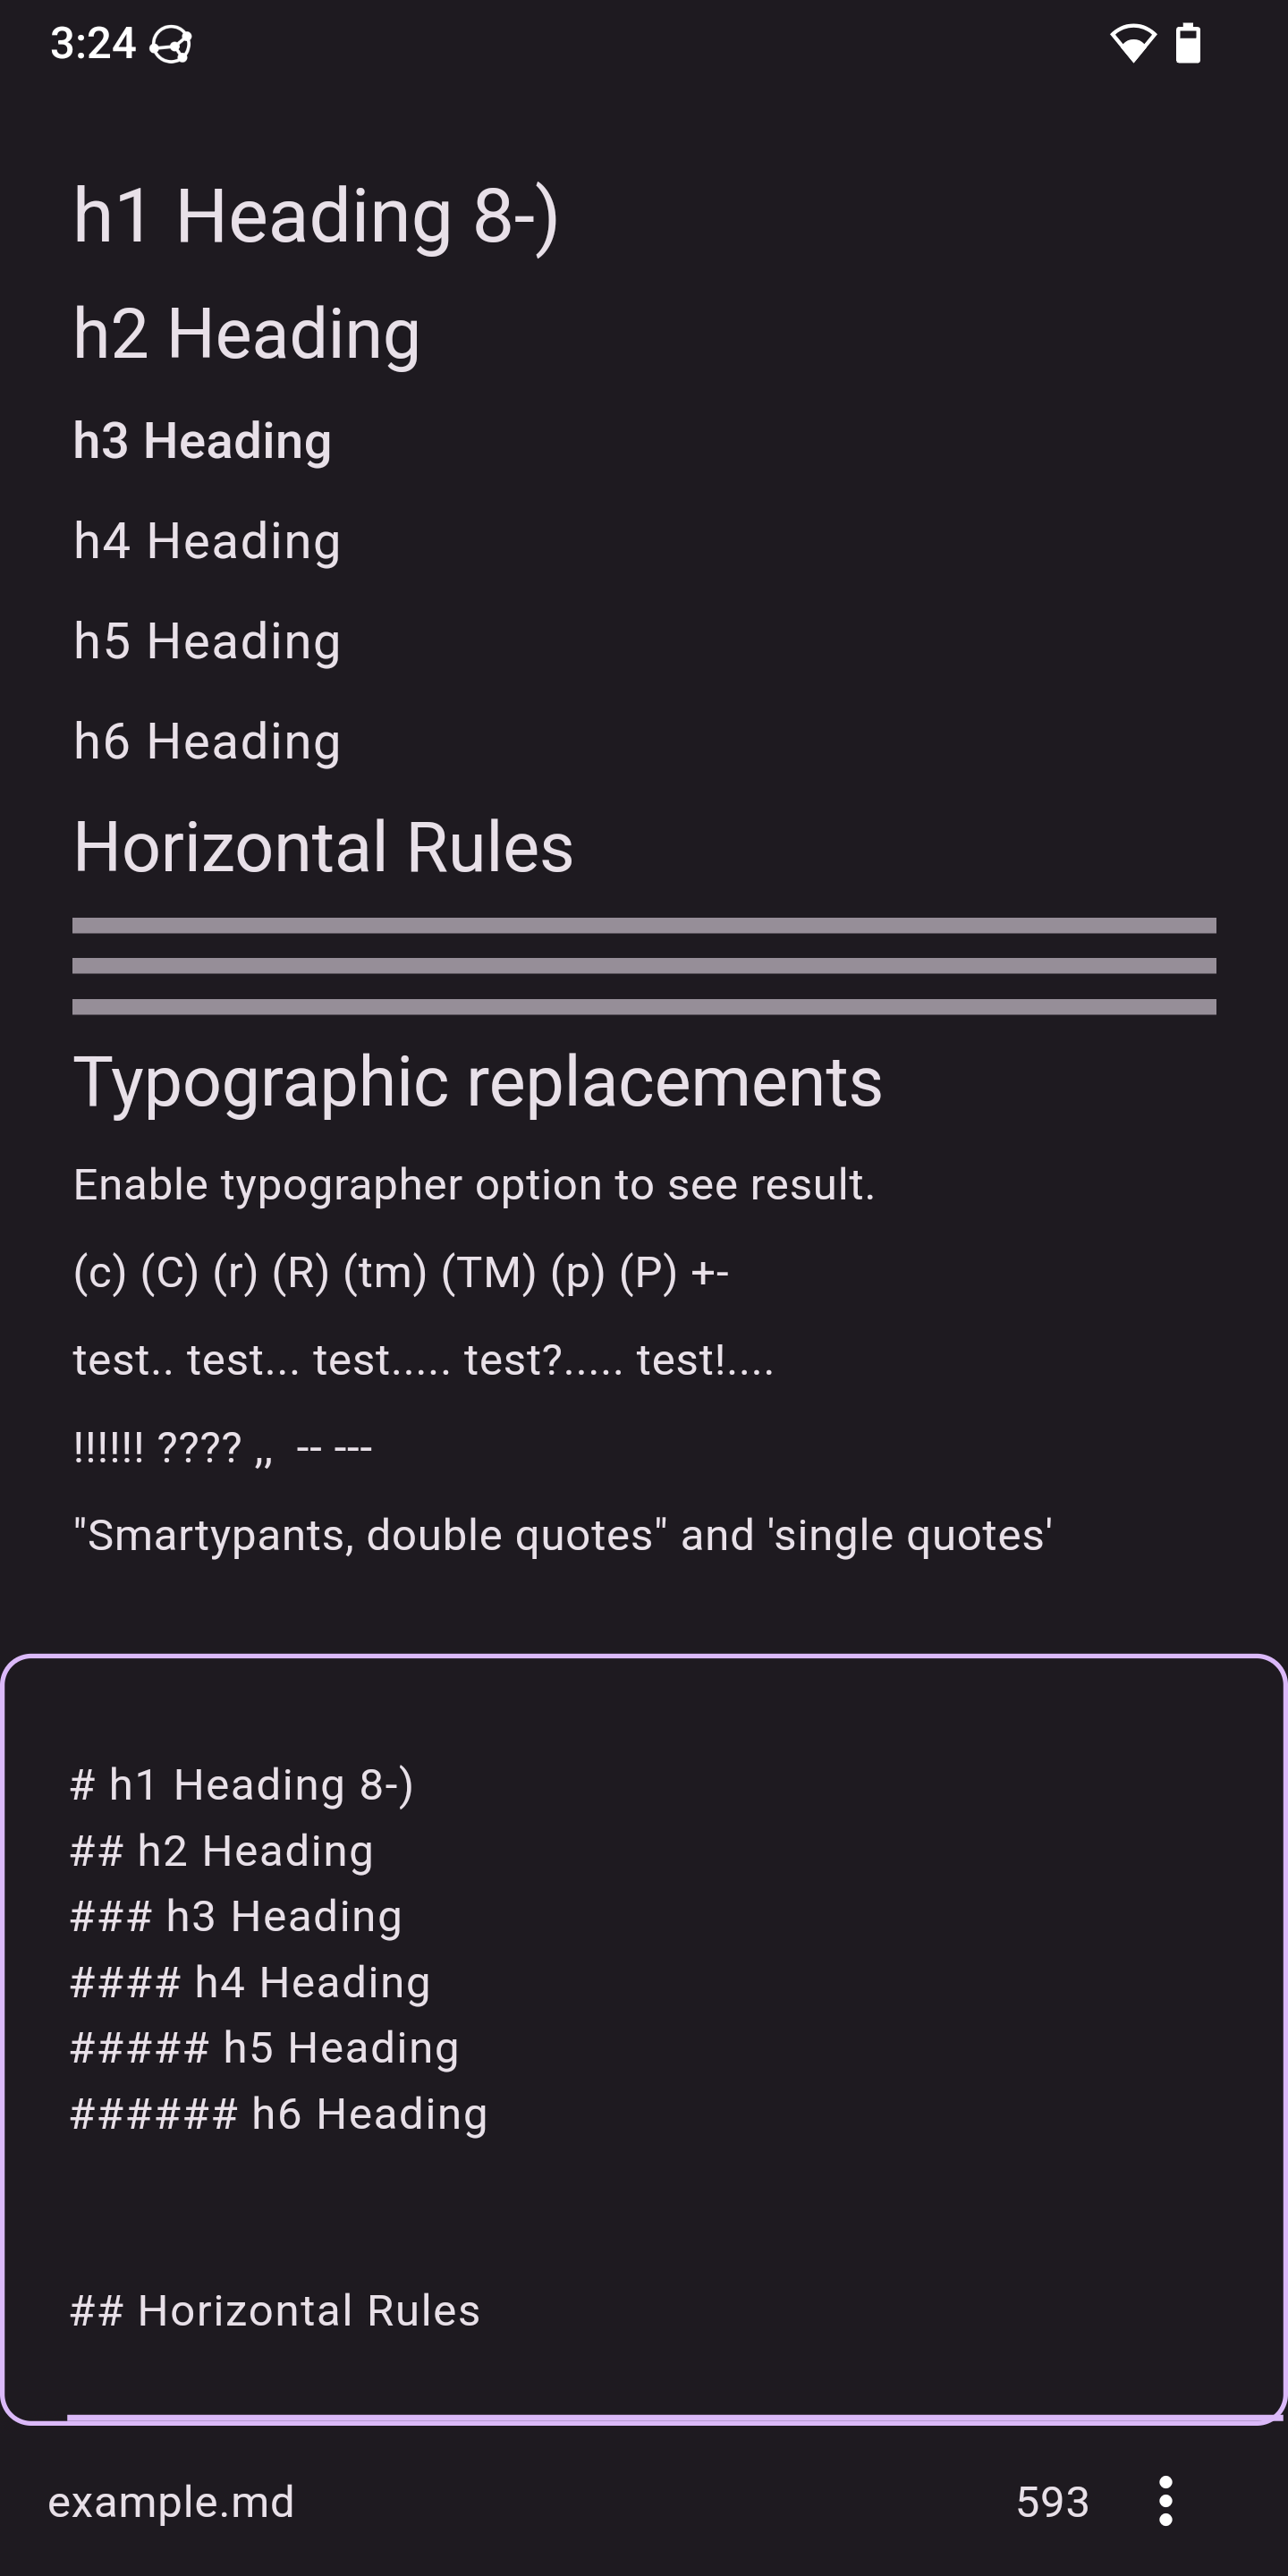 3:24
h1 Heading 8-)
h2 Heading
h3 Heading
h4 Heading
h5 Heading
h6 Heading
Horizontal Rules
Typographic replacements
Enable typographer option to see result.
(c) (C) (r) (R) (tm) (TM) (p) (P) +-
test.. test... test..... test?..... test!....
!!!!!! ???? ,,  -- ---
"Smartypants, double quotes" and 'single quotes'
# h1 Heading 8-)
## h2 Heading
### h3 Heading
#### h4 Heading
##### h5 Heading
###### h6 Heading
## Horizontal Rules
example.md 593